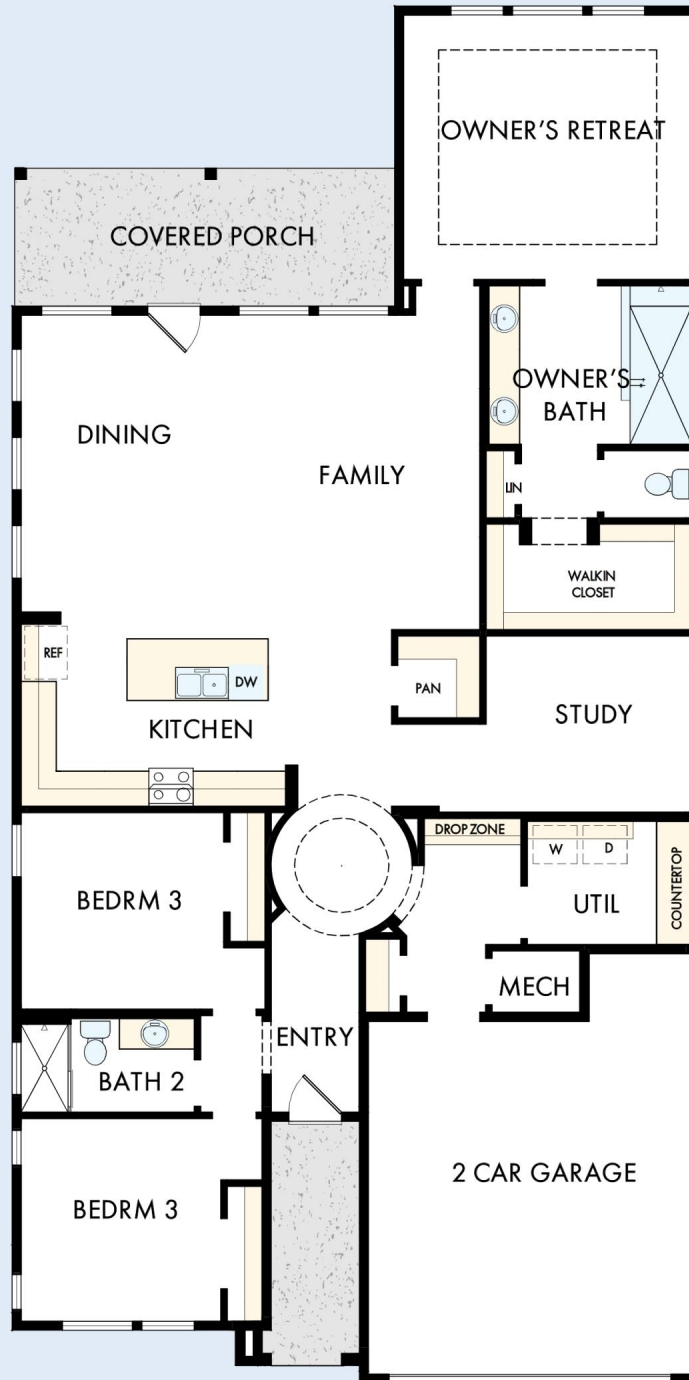 OWNER'S RETREAT
COVERED PORCH
OWNER'S
BATH
DINING
FAMILY
LIN
WALKIN
CLOSET
REF
DW
PAN
KITCHEN
STUDY
DROP ZONE
W
D
COUNTERTOP
BEDRM 3
UTIL
MECH
ENTRY
BATH 2
2 CAR GARAGE
BEDRM 3